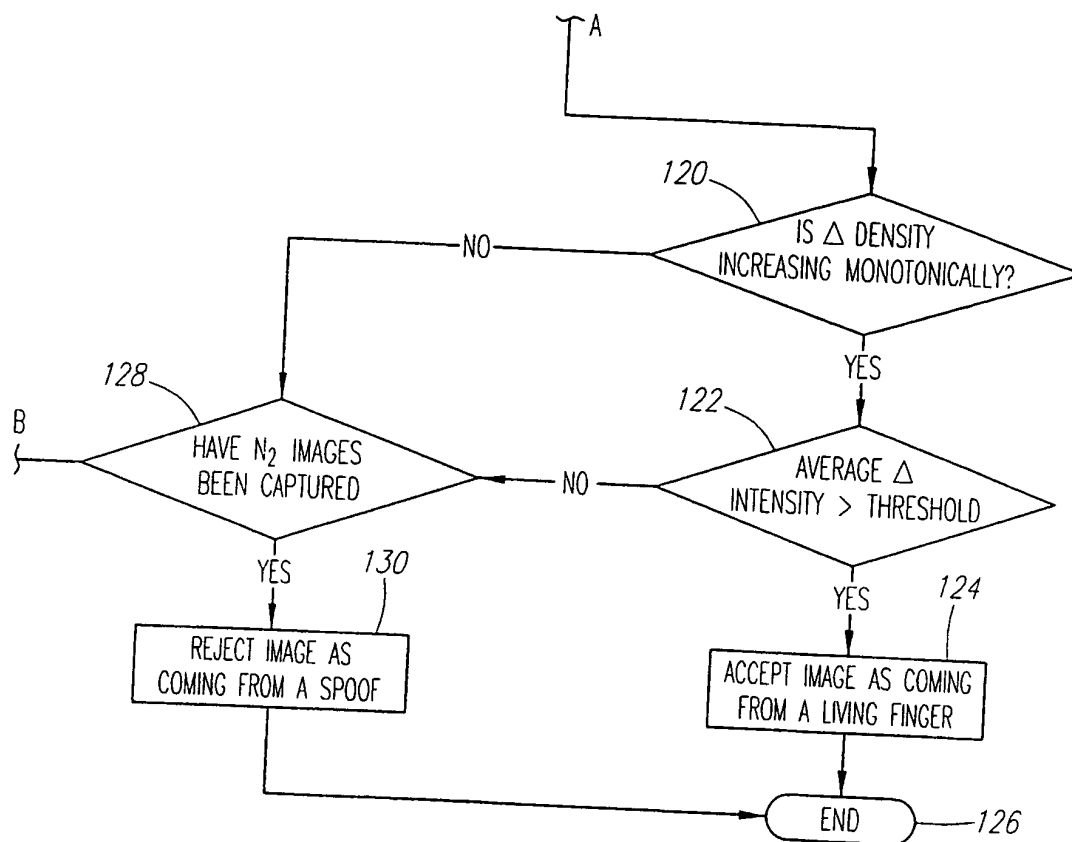 A
120
IS △ DENSITY
INCREASING MONOTONICALLY?
NO
YES
128
B
HAVE N₂ IMAGES
BEEN CAPTURED
122
AVERAGE △
INTENSITY > THRESHOLD
NO
YES
130
REJECT IMAGE AS
COMING FROM A SPOOF
YES
124
ACCEPT IMAGE AS COMING
FROM A LIVING FINGER
END
126